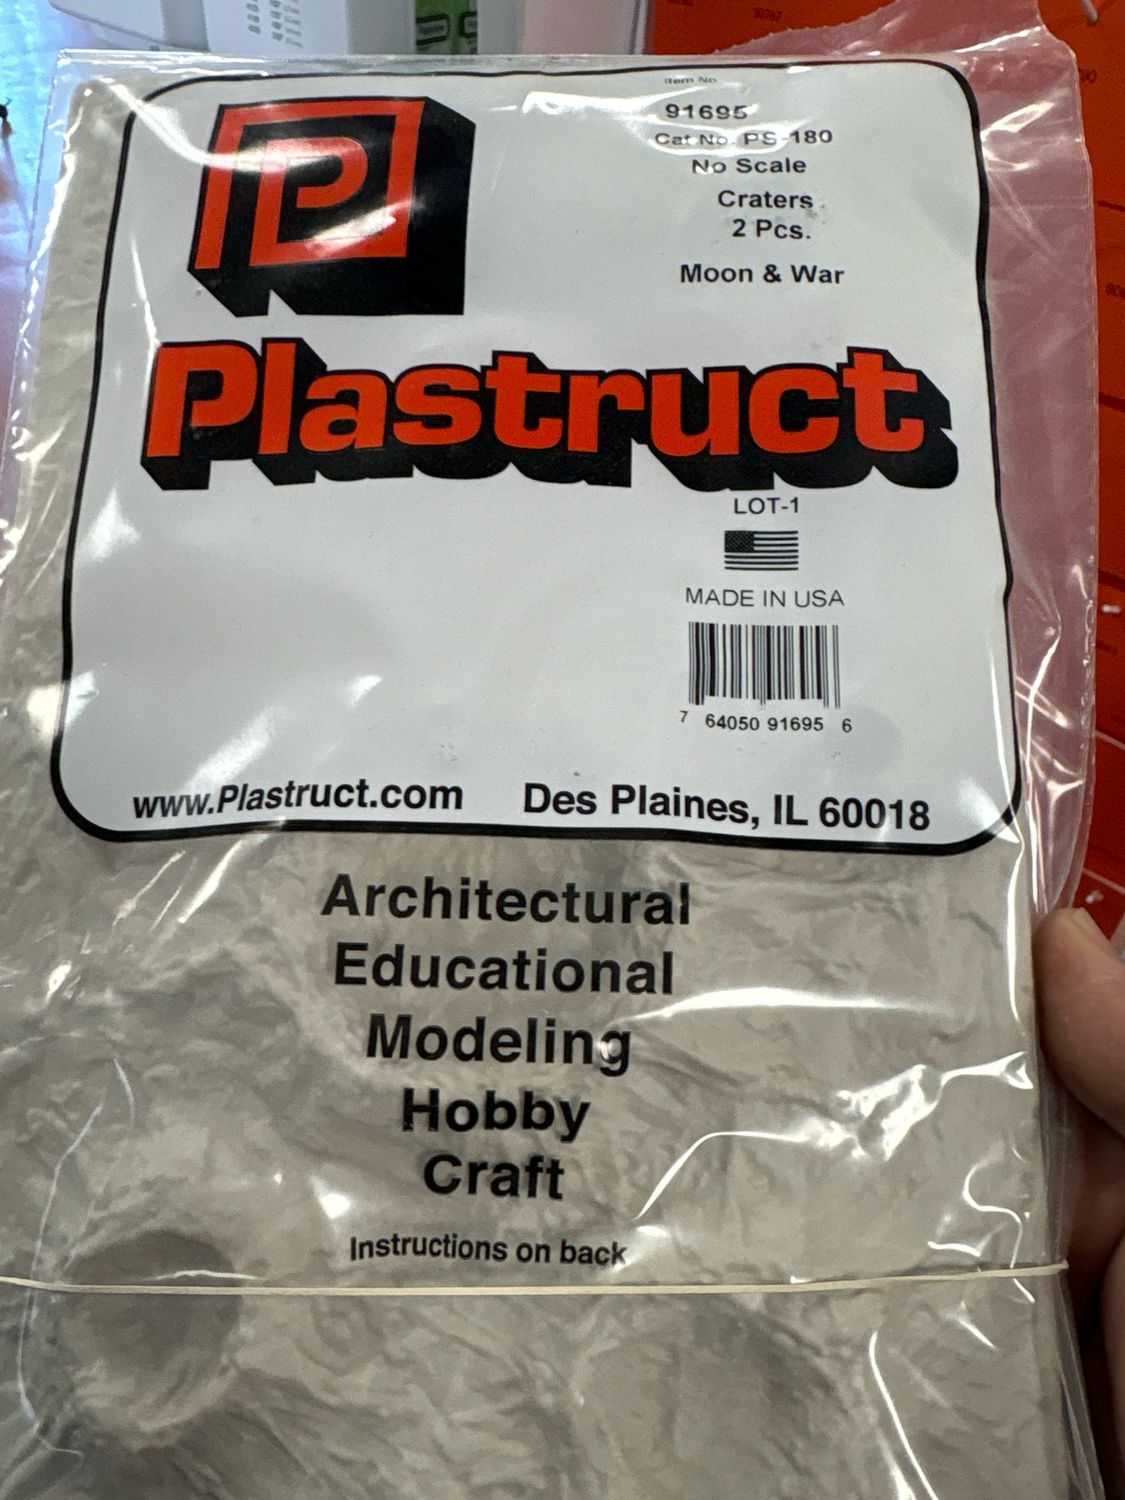 Item No.
91695
Cat No. PS-180
No Scale
Craters
2 Pcs.
Moon & War
Plastruct
LOT-1
MADE IN USA
7 64050 91695 6
www.Plastruct.com Des Plaines, IL 60018
Architectural
Educational
Modeling
Hobby
Craft
Instructions on back